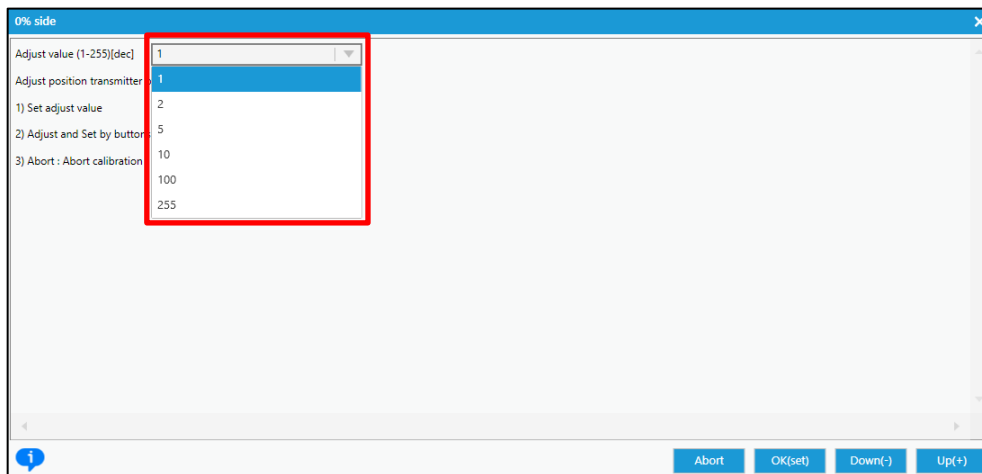 0% side
Adjust value (1-255)[dec] 1
Adjust position transmitter
1
1) Set adjust value
2
2) Adjust and Set by button
5
3) Abort : Abort calibration
10
100
255
Abort OK(set) Down(-) Up(+)